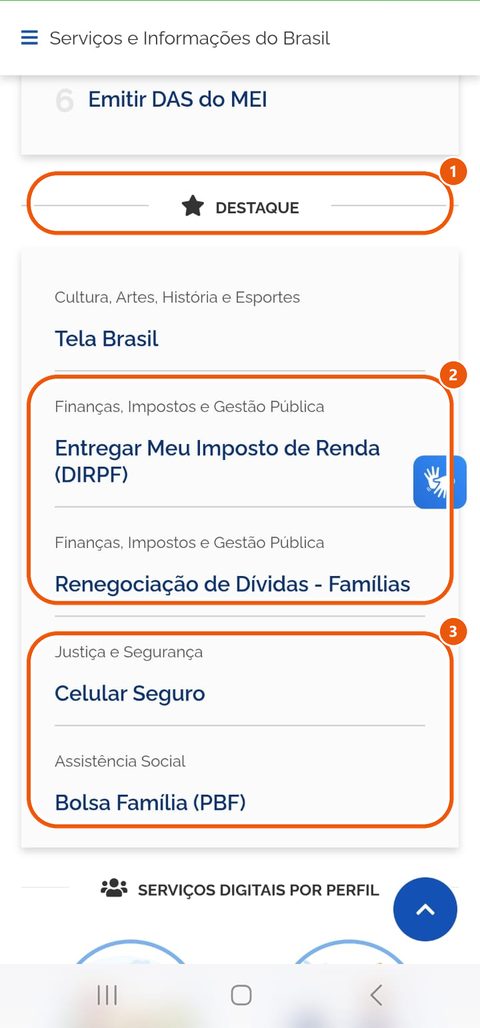 Serviços e Informações do Brasil
6 Emitir DAS do MEI
1
DESTAQUE
Cultura, Artes, História e Esportes
Tela Brasil
2
Finanças, Impostos e Gestão Pública
Entregar Meu Imposto de Renda
(DIRPF)
Finanças, Impostos e Gestão Pública
Renegociação de Dívidas - Famílias
3
Justiça e Segurança
Celular Seguro
Assistência Social
Bolsa Família (PBF)
SERVIÇOS DIGITAIS POR PERFIL